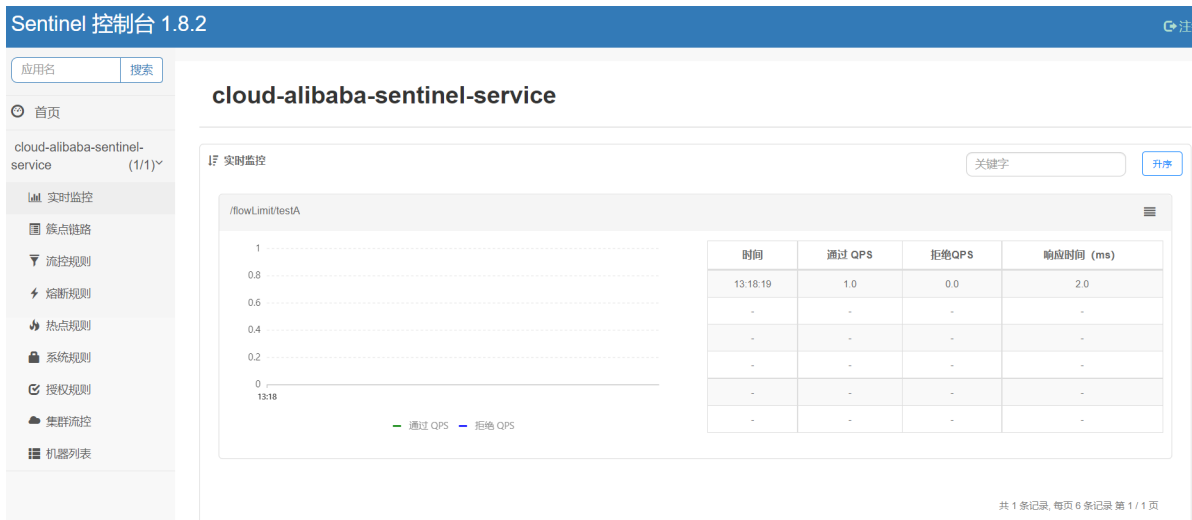 Sentinel 控制台 1.8.2
注
应用名 搜索
首页
cloud-alibaba-sentinel-
service (1/1)
实时监控
簇点链路
流控规则
熔断规则
热点规则
系统规则
授权规则
集群流控
机器列表
cloud-alibaba-sentinel-service
实时监控 关键字 升序
/flowLimit/testA
1
0.8
0.6
0.4
0.2
0
13:18
通过 QPS 拒绝 QPS
时间 通过 QPS 拒绝QPS 响应时间 (ms)
13:18:19 1.0 0.0 2.0
- - - -
- - - -
- - - -
- - - -
- - - -
共 1 条记录, 每页 6 条记录 第 1 / 1 页